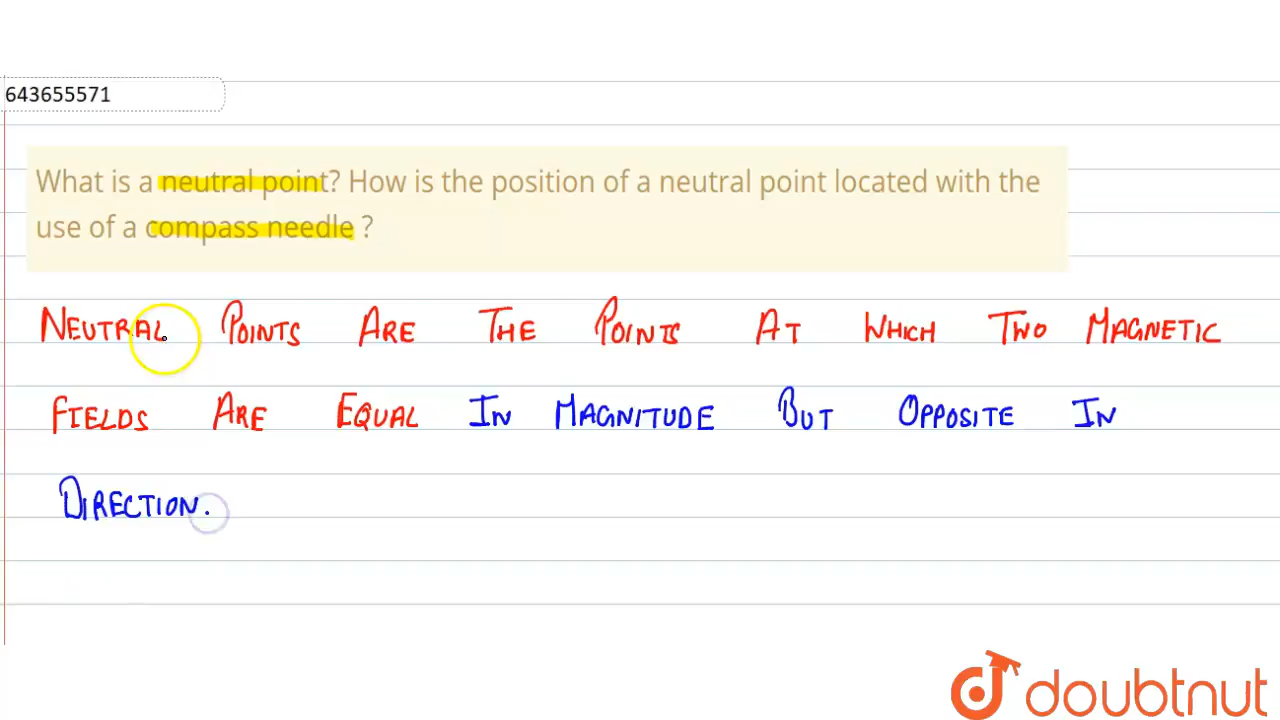 643655571
What is a neutral point? How is the position of a neutral point located with the
use of a compass needle ?
NEUTRAL POINTS ARE THE POINTS AT WHICH TWO MAGNETIC
FIELDS ARE EQUAL IN MAGNITUDE BUT OPPOSITE IN
DIRECTION.
doubtnut